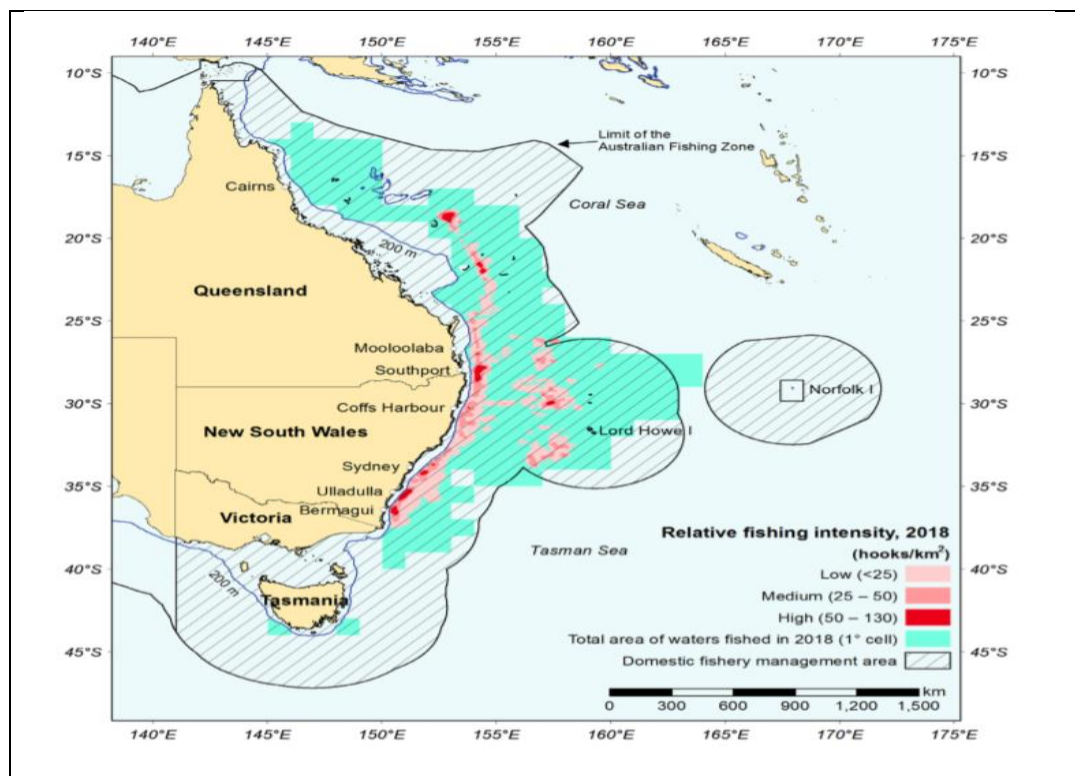 140°E 145°E 150°E 155°E 160°E 165°E 170°E 175°E
10°S 10°S
Limit of the
Australian Fishing Zone
15°S 15°S
Cairns
Coral Sea
20°S 20°S
200 m
Queensland
25°S 25°S
Mooloolaba
Southport
Norfolk I
30°S 30°S
Coffs Harbour
New South Wales
Lord Howe I
Sydney
35°S 35°S
Ulladulla
Bermagui
Victoria
Relative fishing intensity, 2018
(hooks/km²)
Tasman Sea
Low (<25)
40°S 40°S
200 m
Tasmania
Medium (25 – 50)
High (50 – 130)
Total area of waters fished in 2018 (1° cell)
Domestic fishery management area
45°S 45°S
km
0 300 600 900 1,200 1,500
140°E 145°E 150°E 155°E 160°E 165°E 170°E 175°E